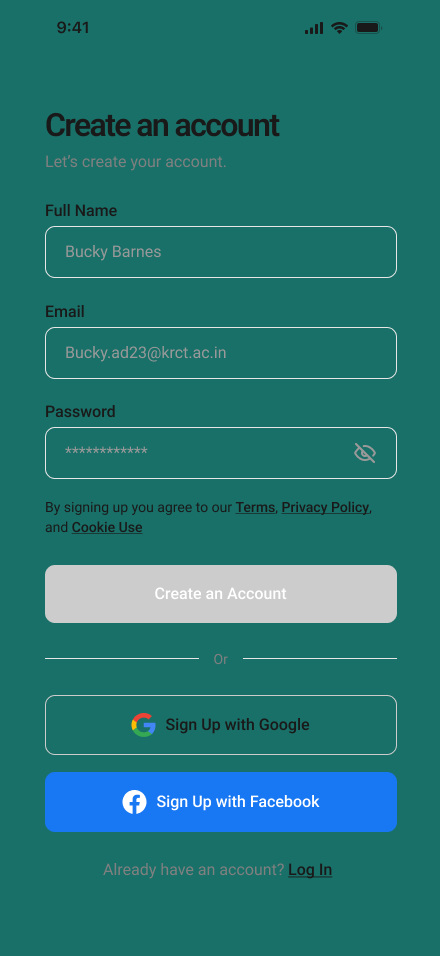 9:41
Create an account
Let's create your account.
Full Name
Bucky Barnes
Email
Bucky.ad23@krct.ac.in
Password
************
By signing up you agree to our Terms, Privacy Policy,
and Cookie Use
Create an Account
Or
Sign Up with Google
Sign Up with Facebook
Already have an account? Log In